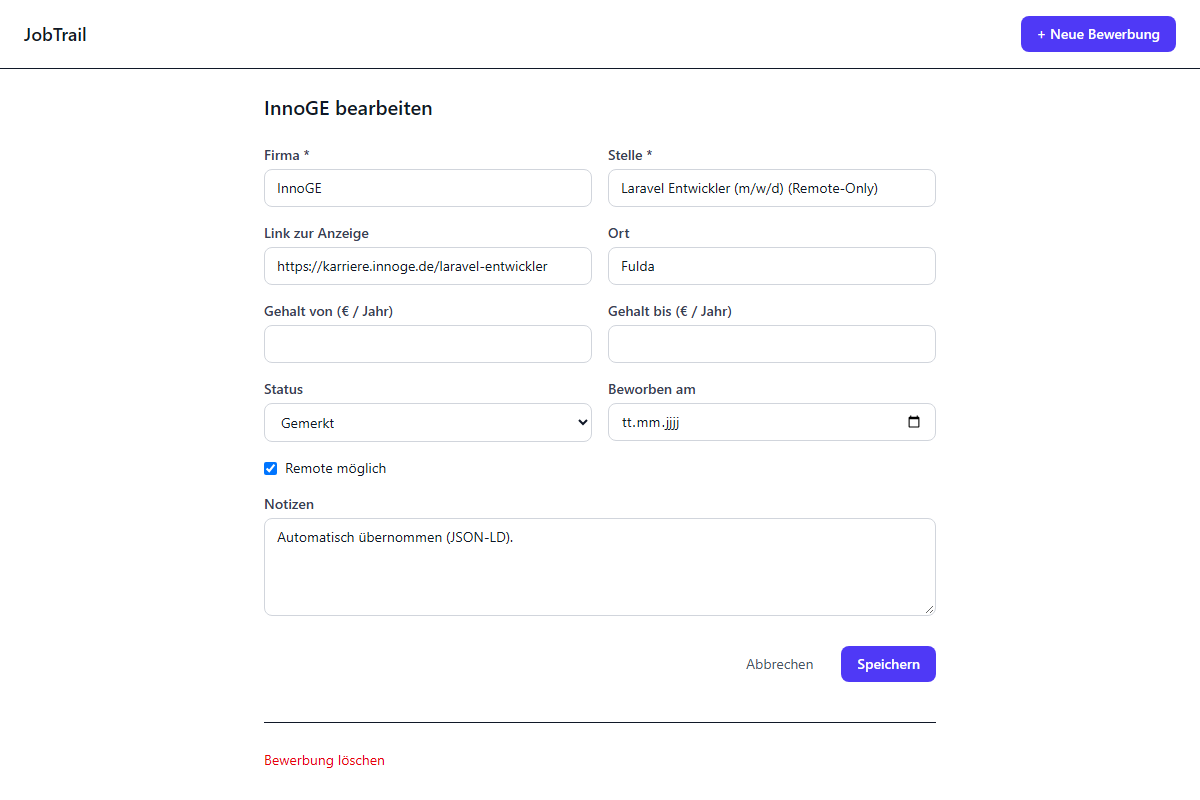 JobTrail
+ Neue Bewerbung
InnoGE bearbeiten
Firma *
Stelle *
InnoGE
Laravel Entwickler (m/w/d) (Remote-Only)
Link zur Anzeige
Ort
https://karriere.innoge.de/laravel-entwickler
Fulda
Gehalt von (€ / Jahr)
Gehalt bis (€ / Jahr)
Status
Beworben am
Gemerkt
tt.mm.jjjj
Remote möglich
Notizen
Automatisch übernommen (JSON-LD).
Abbrechen
Speichern
Bewerbung löschen